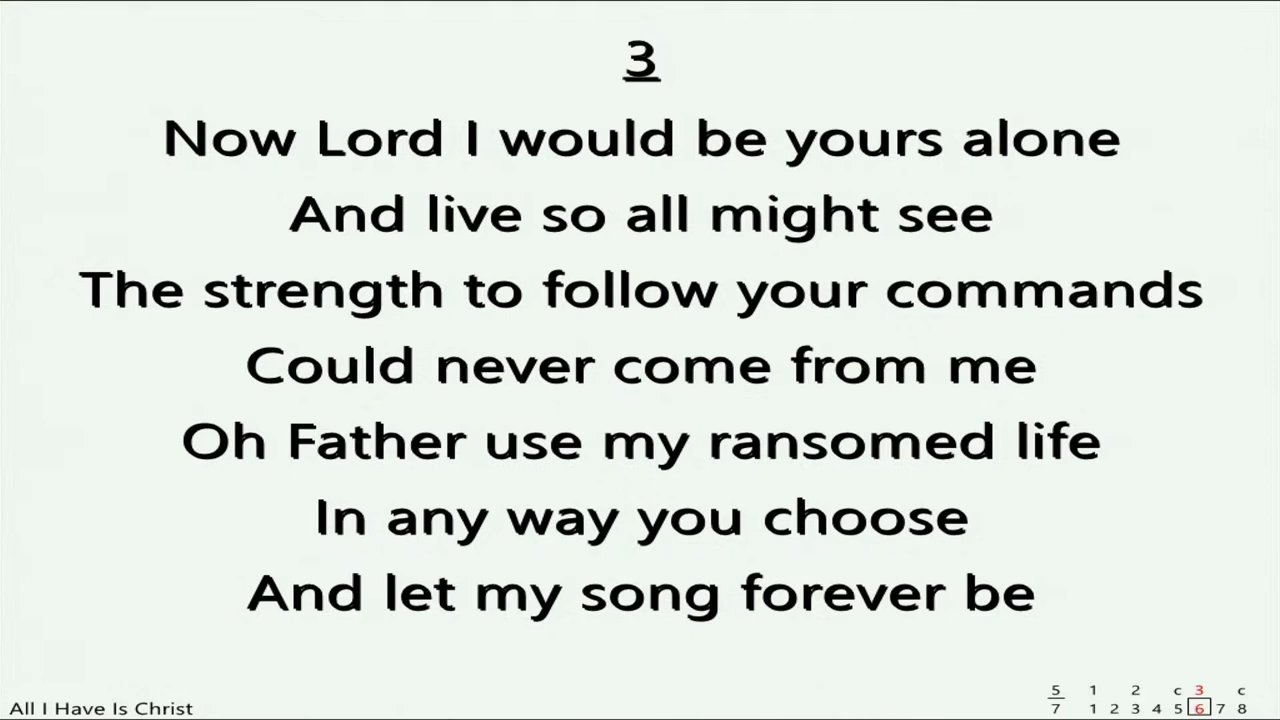 3
Now Lord I would be yours alone
And live so all might see
The strength to follow your commands
Could never come from me
Oh Father use my ransomed life
In any way you choose
And let my song forever be
All I Have Is Christ
5 1 2 c 3 c
7 1 2 3 4 5 6 7 8